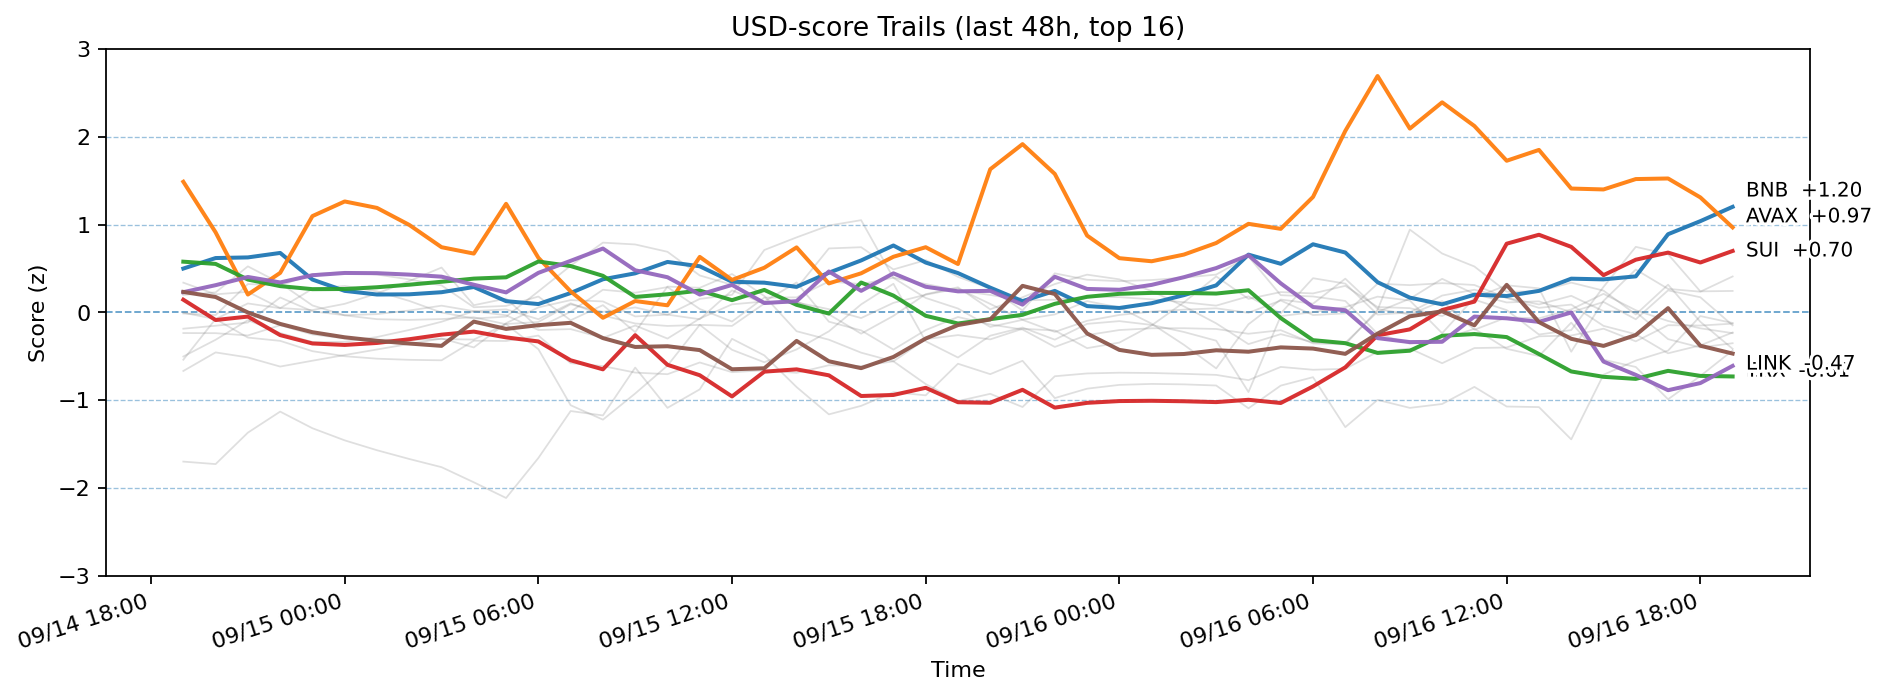 USD-score Trails (last 48h, top 16)
3
2
1
0
−1
−2
−3
Score (z)
BNB +1.20
AVAX +0.97
SUI +0.70
LINK -0.47
09/14 18:00
09/15 00:00
09/15 06:00
09/15 12:00
09/15 18:00
09/16 00:00
09/16 06:00
09/16 12:00
09/16 18:00
Time